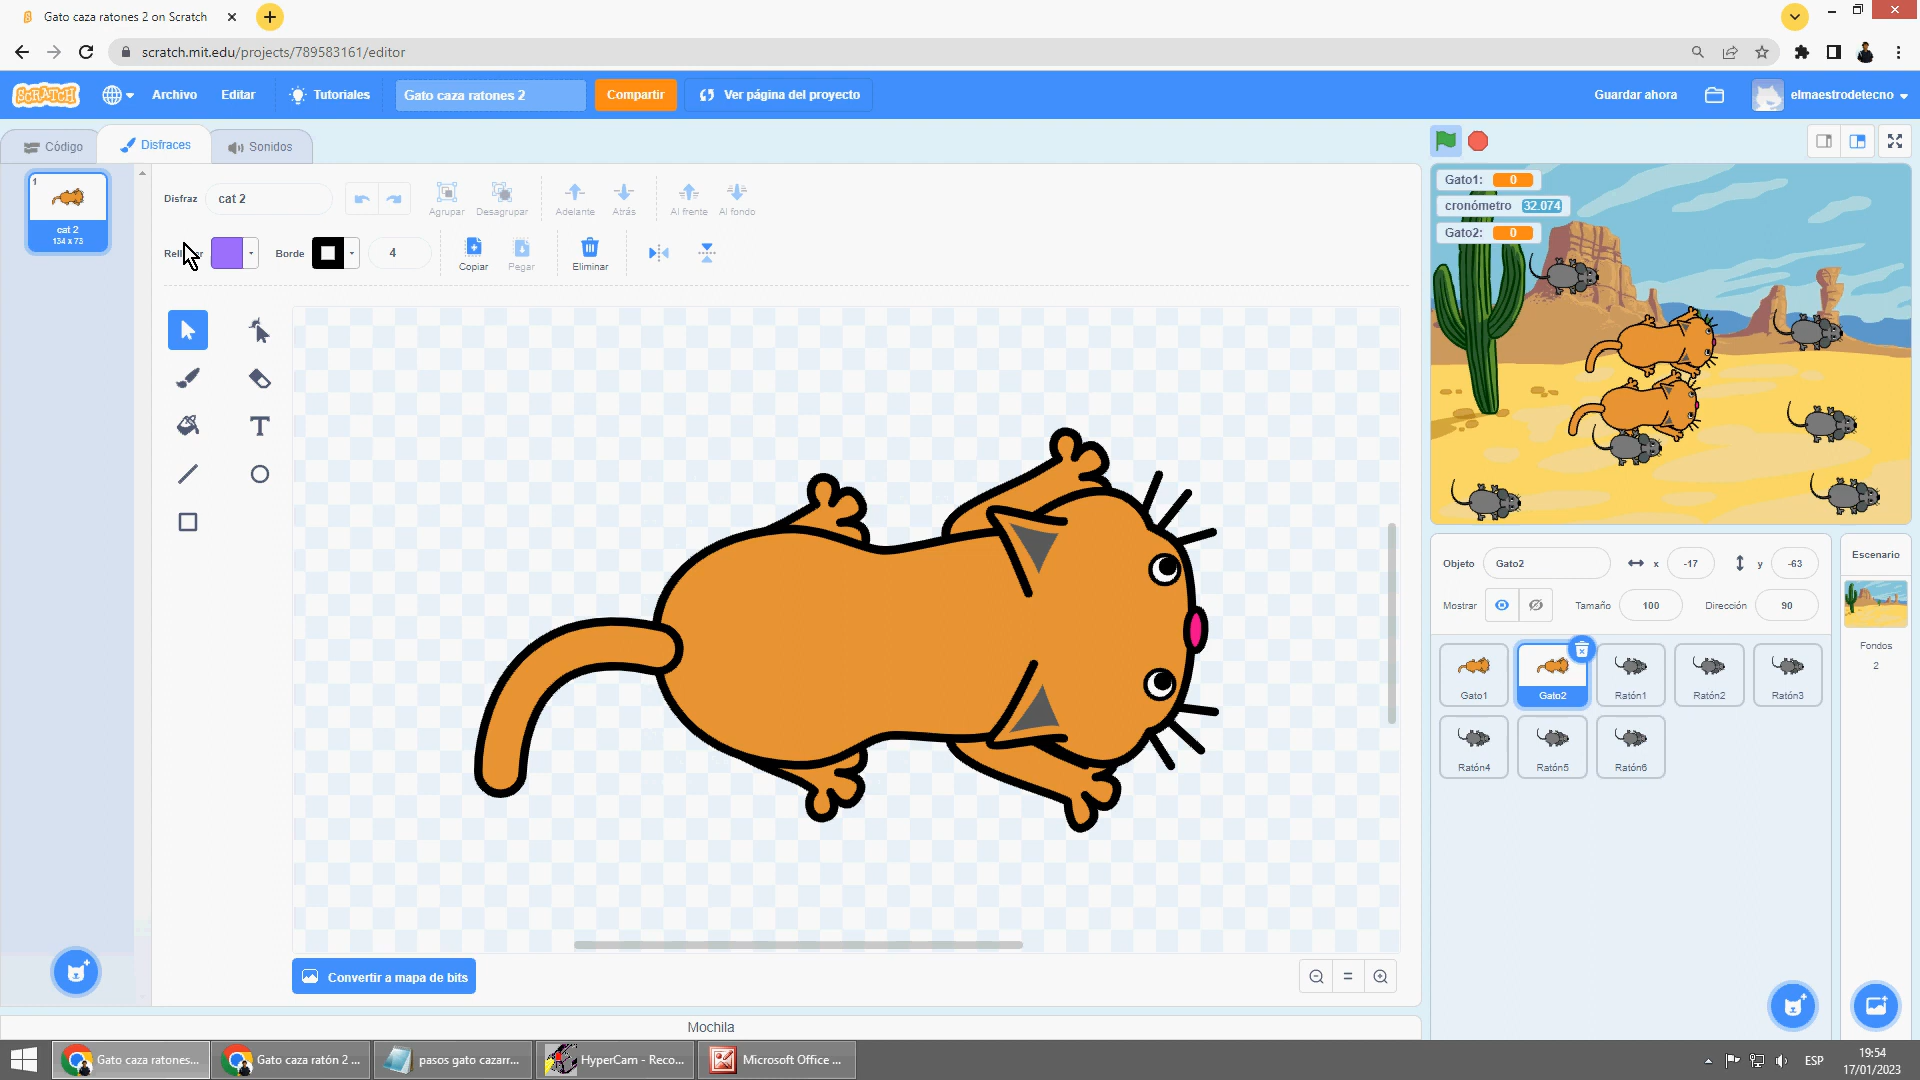 Gato caza ratones 2 on Scratch
scratch.mit.edu/projects/789583161/editor
SCRATCH
Archivo
Editar
Tutoriales
Gato caza ratones 2
Compartir
Ver página del proyecto
Guardar ahora
elmaestrodetecno
Código
Disfraces
Sonidos
1
cat 2
134 x 73
Disfraz
cat 2
Agrupar
Desagrupar
Adelante
Atrás
Al frente
Al fondo
Borde
4
Copiar
Pegar
Eliminar
Convertir a mapa de bits
Mochila
Gato1: 0
cronómetro 32.074
Gato2: 0
Objeto
Gato2
x
-17
y
-63
Mostrar
Tamaño
100
Dirección
90
Gato1
Gato2
Ratón1
Ratón2
Ratón3
Ratón4
Ratón5
Ratón6
Escenario
Fondos
2
Gato caza ratones...
Gato caza ratón 2 ...
pasos gato cazarr...
HyperCam - Reco...
Microsoft Office ...
ESP
19:54
17/01/2023